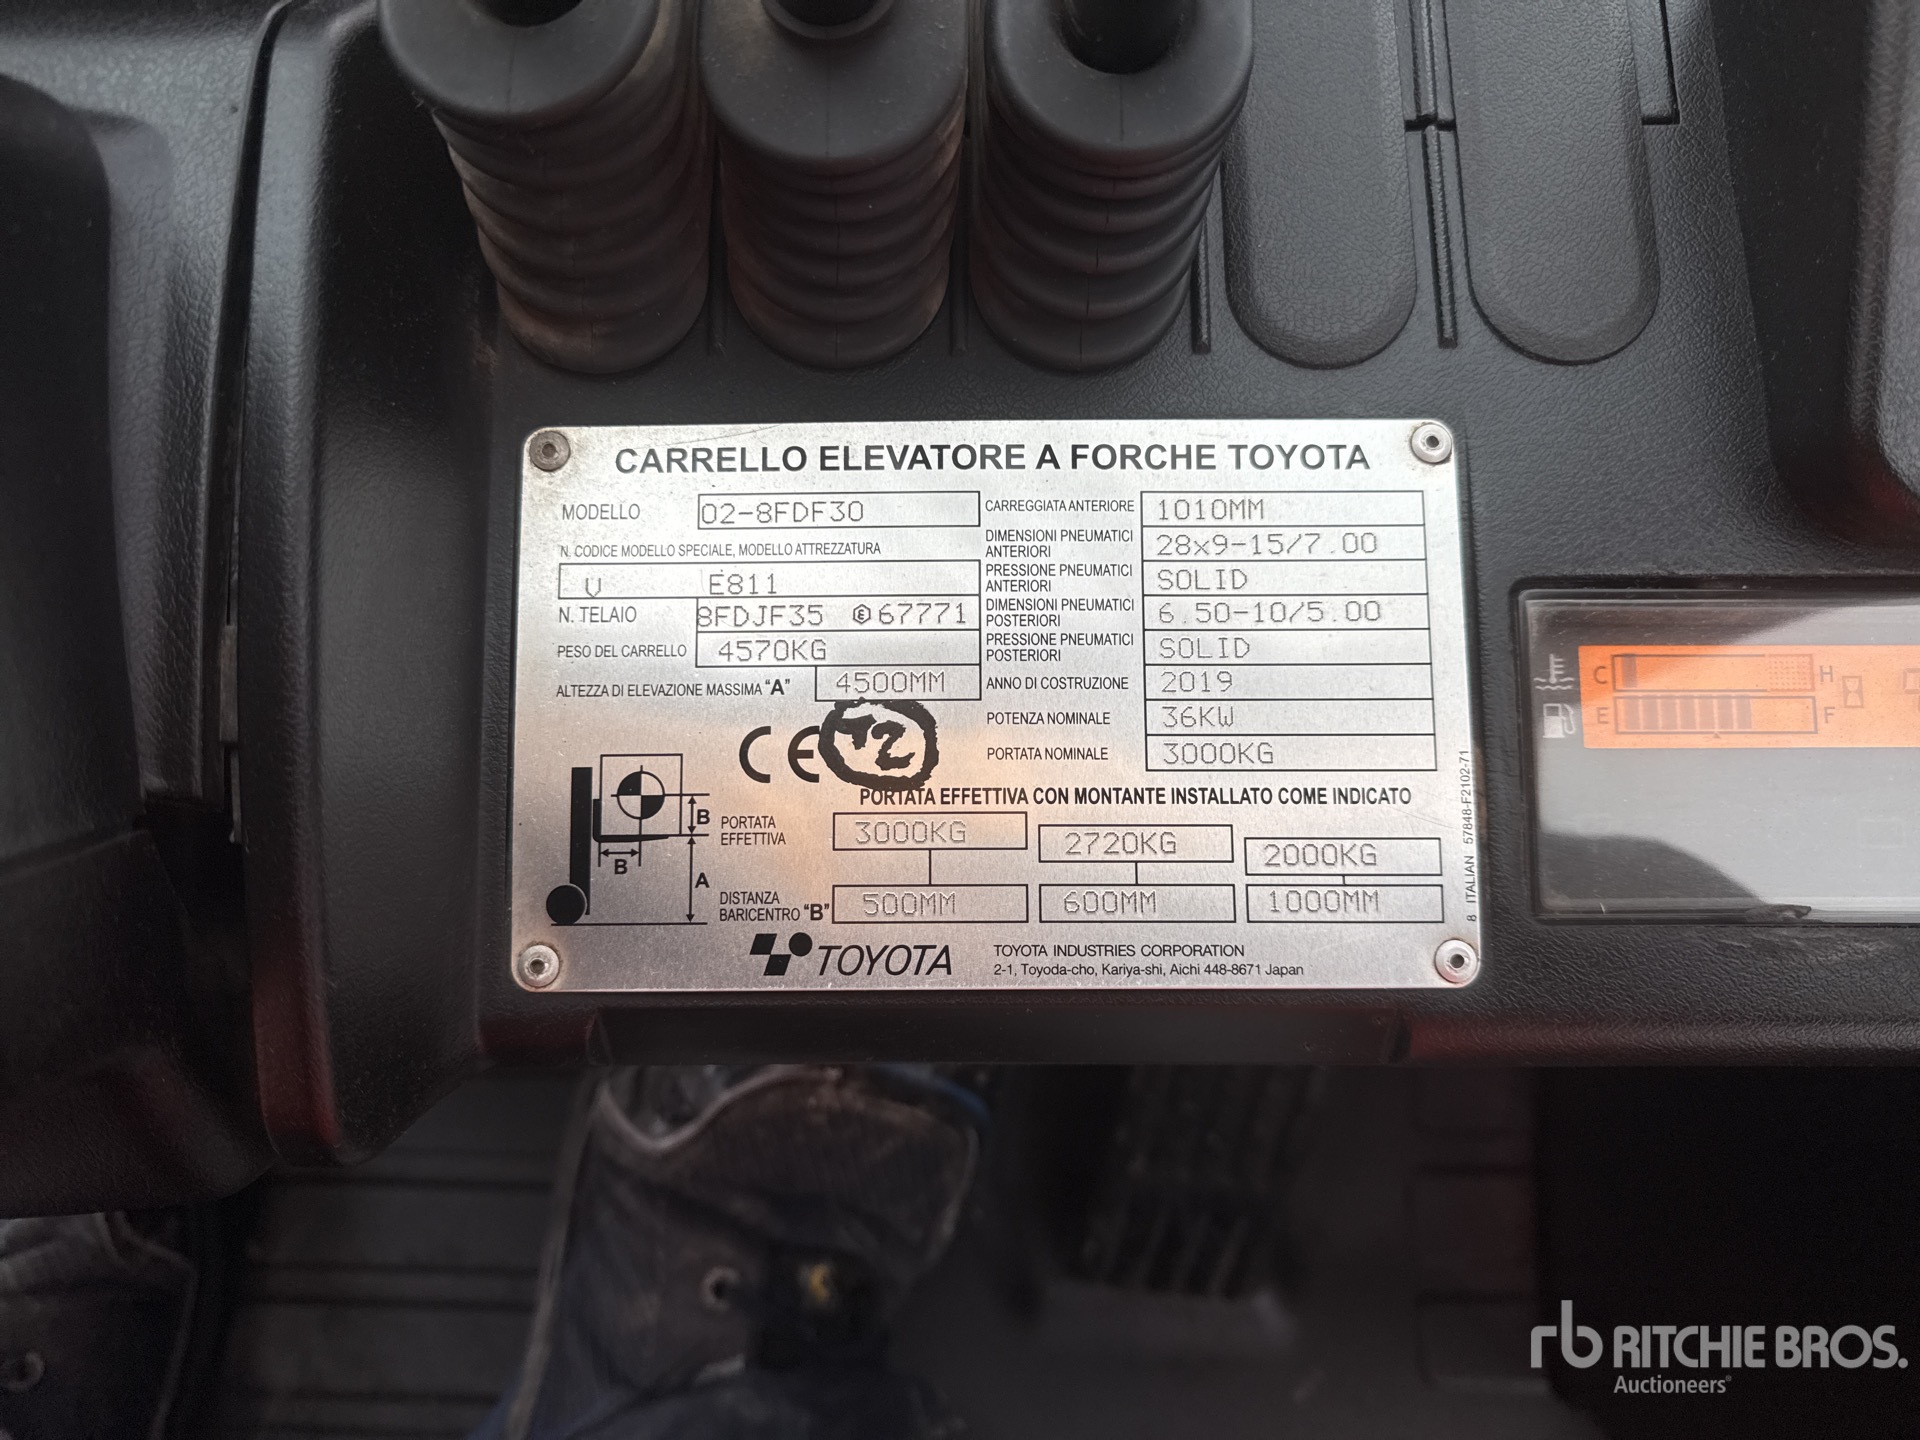 CARRELLO ELEVATORE A FORCHE TOYOTA
MODELLO 02-8FDF30
N. CODICE MODELLO SPECIALE, MODELLO ATTREZZATURA
V E811
N. TELAIO 8FDJF35 E 67771
PESO DEL CARRELLO 4570KG
ALTEZZA DI ELEVAZIONE MASSIMA "A" 4500MM
CARREGGIATA ANTERIORE 1010MM
DIMENSIONI PNEUMATICI ANTERIORI 28x9-15/7.00
PRESSIONE PNEUMATICI ANTERIORI SOLID
DIMENSIONI PNEUMATICI POSTERIORI 6.50-10/5.00
PRESSIONE PNEUMATICI POSTERIORI SOLID
ANNO DI COSTRUZIONE 2019
POTENZA NOMINALE 36KW
PORTATA NOMINALE 3000KG
CE
PORTATA EFFETTIVA CON MONTANTE INSTALLATO COME INDICATO
B
B
A
PORTATA EFFETTIVA 3000KG 2720KG 2000KG
DISTANZA BARICENTRO "B" 500MM 600MM 1000MM
TOYOTA
TOYOTA INDUSTRIES CORPORATION
2-1, Toyoda-cho, Kariya-shi, Aichi 448-8671 Japan
8 ITALIAN 57848-F2102-71
C H
E F
rb RITCHIE BROS.
Auctioneers